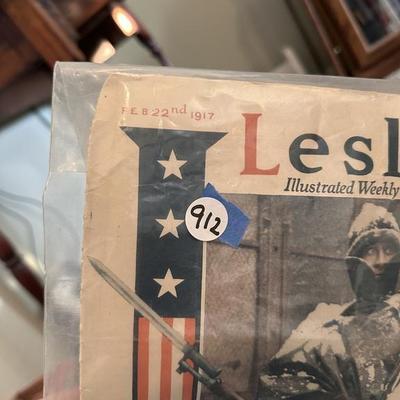 FEB 22nd 1917
Lesl
Illustrated Weekly
912